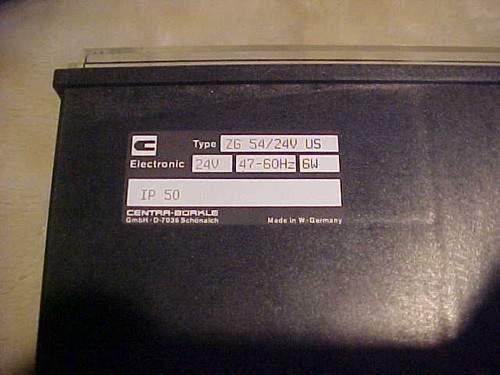 Type ZG 54/24V US
Electronic 24V 47-60Hz 6W
IP 50
CENTRA-BÜRKLE
GmbH · D-7036 Schönaich Made in W.-Germany